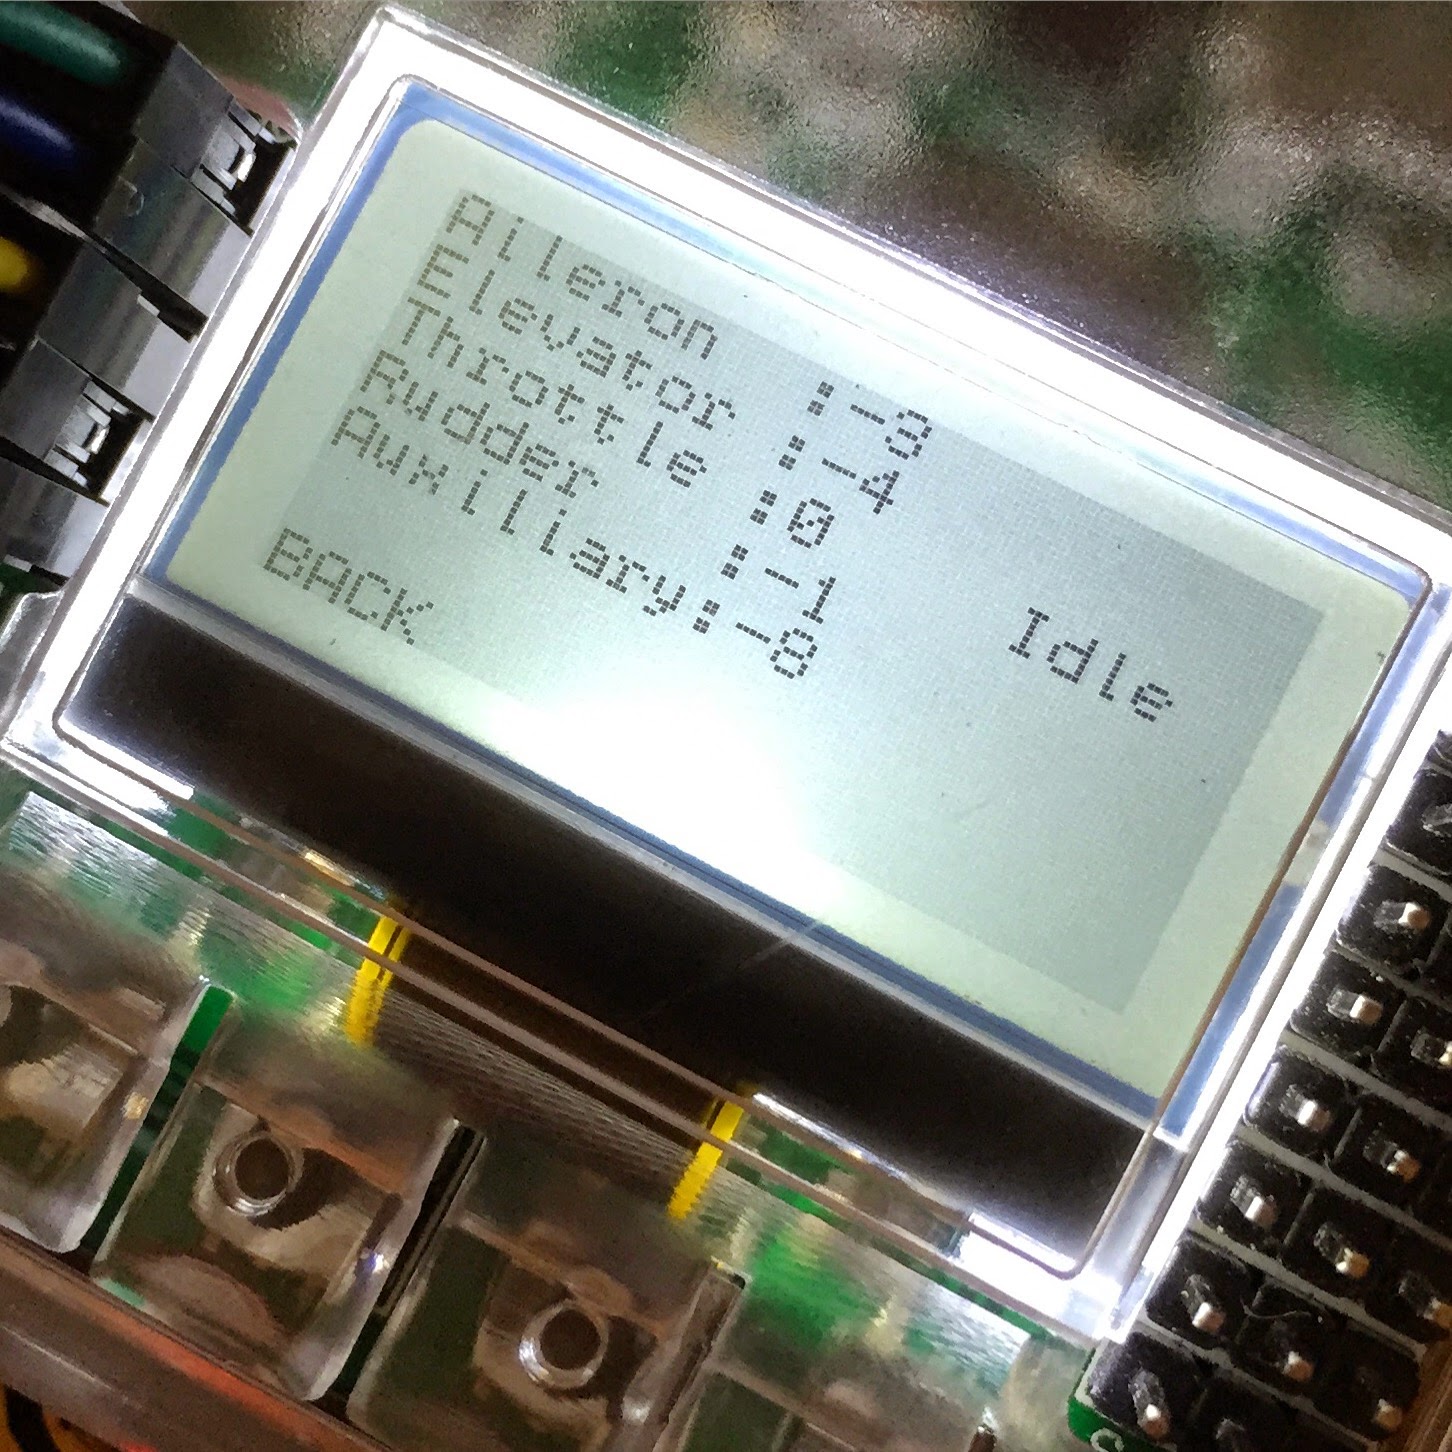 Aileron :-3
Elevator :-4
Throttle :0 Idle
Rudder :-1
Auxilliary:-8
BACK